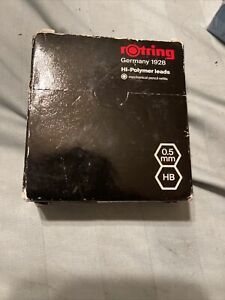 rotring
Germany 1928
Hi-Polymer leads
mechanical pencil refills
0.5
mm
HB